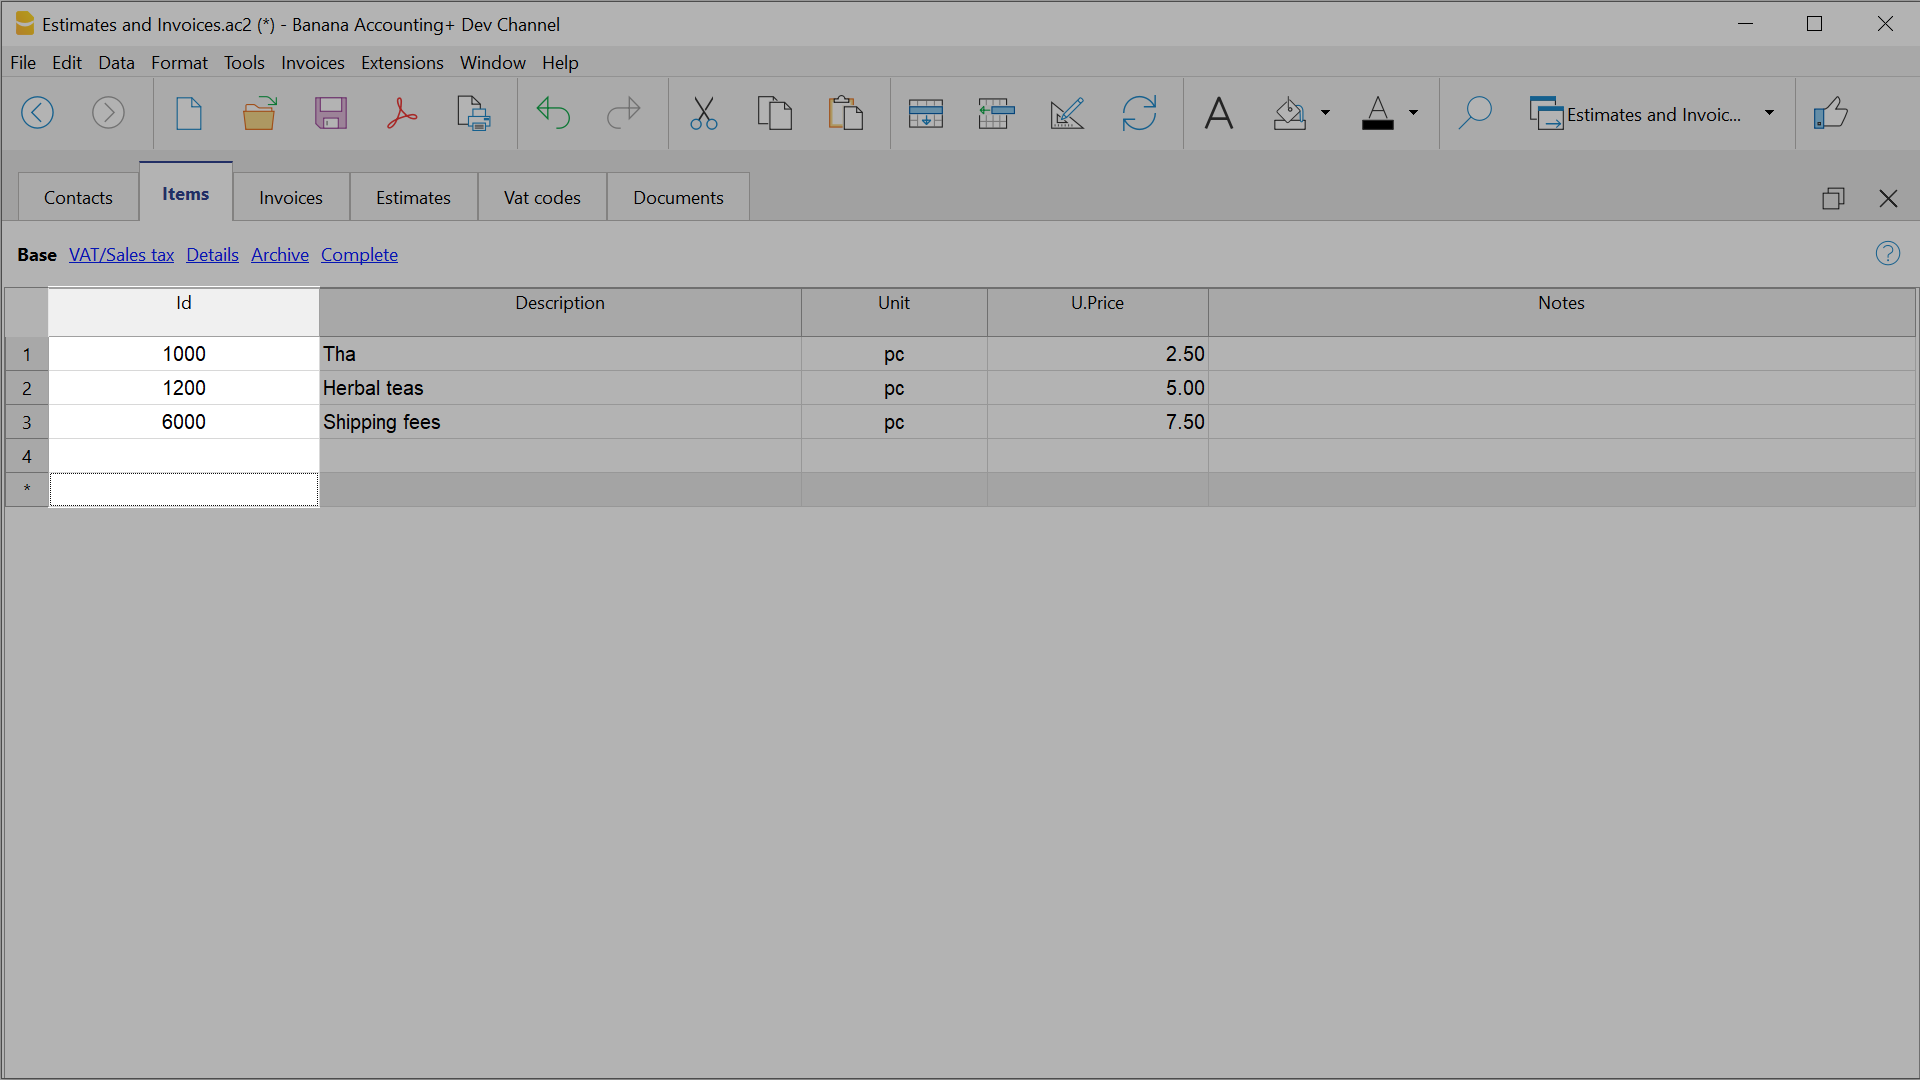 Estimates and Invoices.ac2 (*) - Banana Accounting+ Dev Channel
File Edit Data Format Tools Invoices Extensions Window Help
A A Estimates and Invoic...
Contacts Items Invoices Estimates Vat codes Documents
Base VAT/Sales tax Details Archive Complete ?
Id Description Unit U.Price Notes
1 1000 Tha pc 2.50
2 1200 Herbal teas pc 5.00
3 6000 Shipping fees pc 7.50
4
*